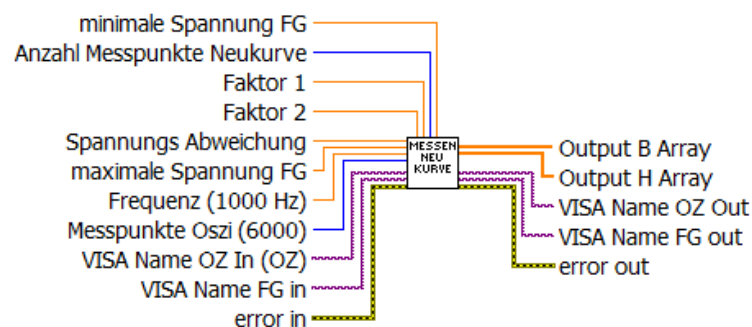 minimale Spannung FG
Anzahl Messpunkte Neukurve
Faktor 1
Faktor 2
Spannungs Abweichung
maximale Spannung FG
Frequenz (1000 Hz)
Messpunkte Oszi (6000)
VISA Name OZ In (OZ)
VISA Name FG in
error in
MESSEN
NEU
KURVE
Output B Array
Output H Array
VISA Name OZ Out
VISA Name FG out
error out